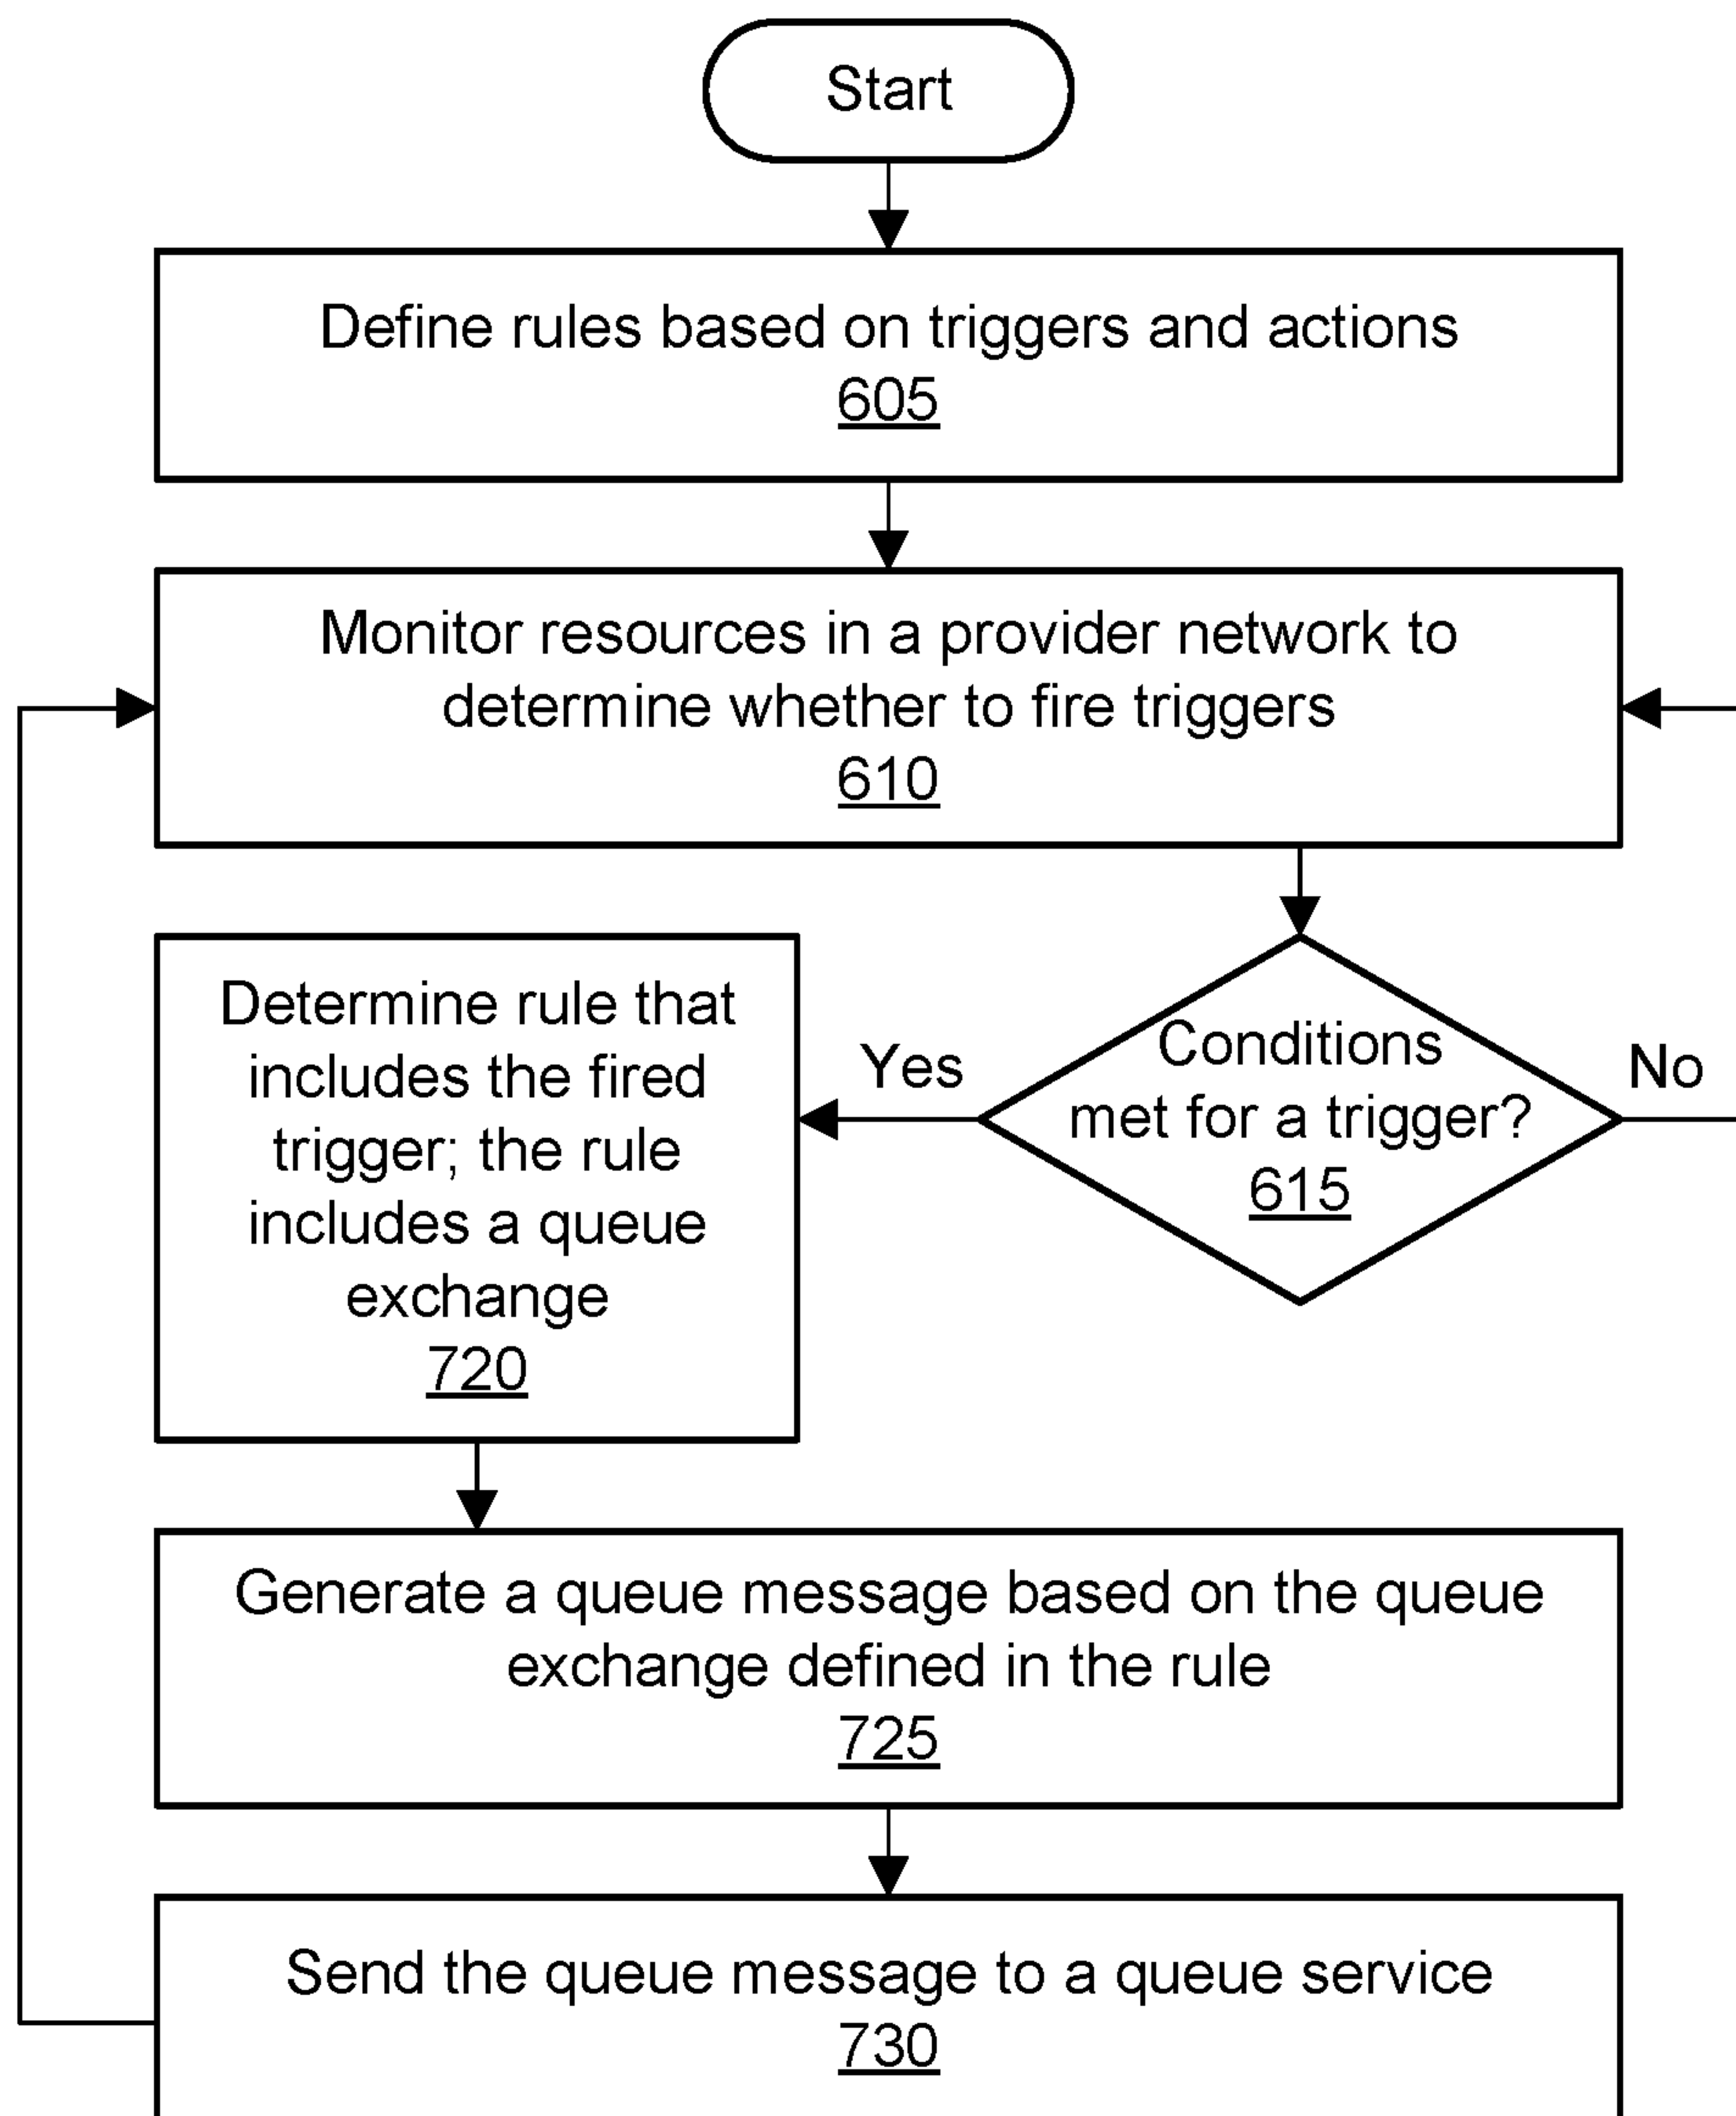 Start
Define rules based on triggers and actions
605
Monitor resources in a provider network to
determine whether to fire triggers
610
Conditions
met for a trigger?
615
Yes
No
Determine rule that
includes the fired
trigger; the rule
includes a queue
exchange
720
Generate a queue message based on the queue
exchange defined in the rule
725
Send the queue message to a queue service
730